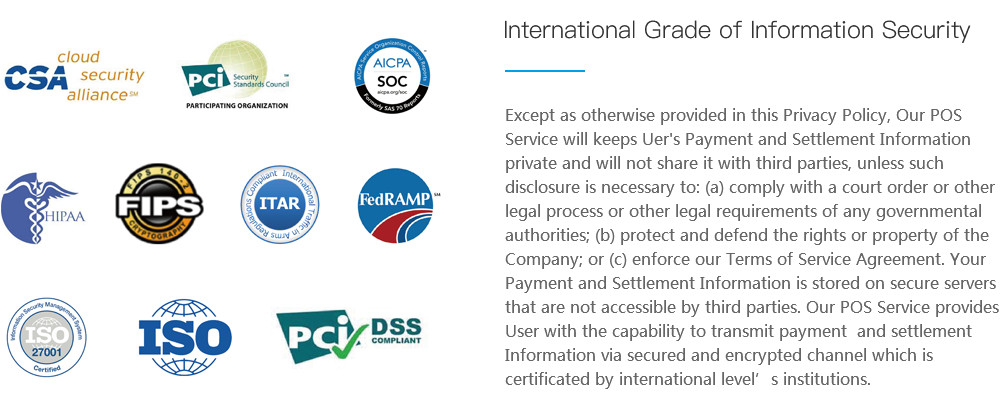 International Grade of Information Security
Except as otherwise provided in this Privacy Policy, Our POS
Service will keeps Uer's Payment and Settlement Information
private and will not share it with third parties, unless such
disclosure is necessary to: (a) comply with a court order or other
legal process or other legal requirements of any governmental
authorities; (b) protect and defend the rights or property of the
Company; or (c) enforce our Terms of Service Agreement. Your
Payment and Settlement Information is stored on secure servers
that are not accessible by third parties. Our POS Service provides
User with the capability to transmit payment and settlement
Information via secured and encrypted channel which is
certificated by international level’s institutions.
CSA cloud
security
alliance℠
PCi Security
Standards Council ™
PARTICIPATING ORGANIZATION
AICPA Service Organization Control Reports
AICPA
SOC
aicpa.org/soc
Formerly SAS 70 Reports
™
HIPAA
FIPS 140-2
FIPS
CRYPTOGRAPHY
International Traffic in Arms Regulations Compliant
ITAR
FedRAMP℠
Information Security Management System
ISO
27001
Certified
ISO
PCi DSS
COMPLIANT